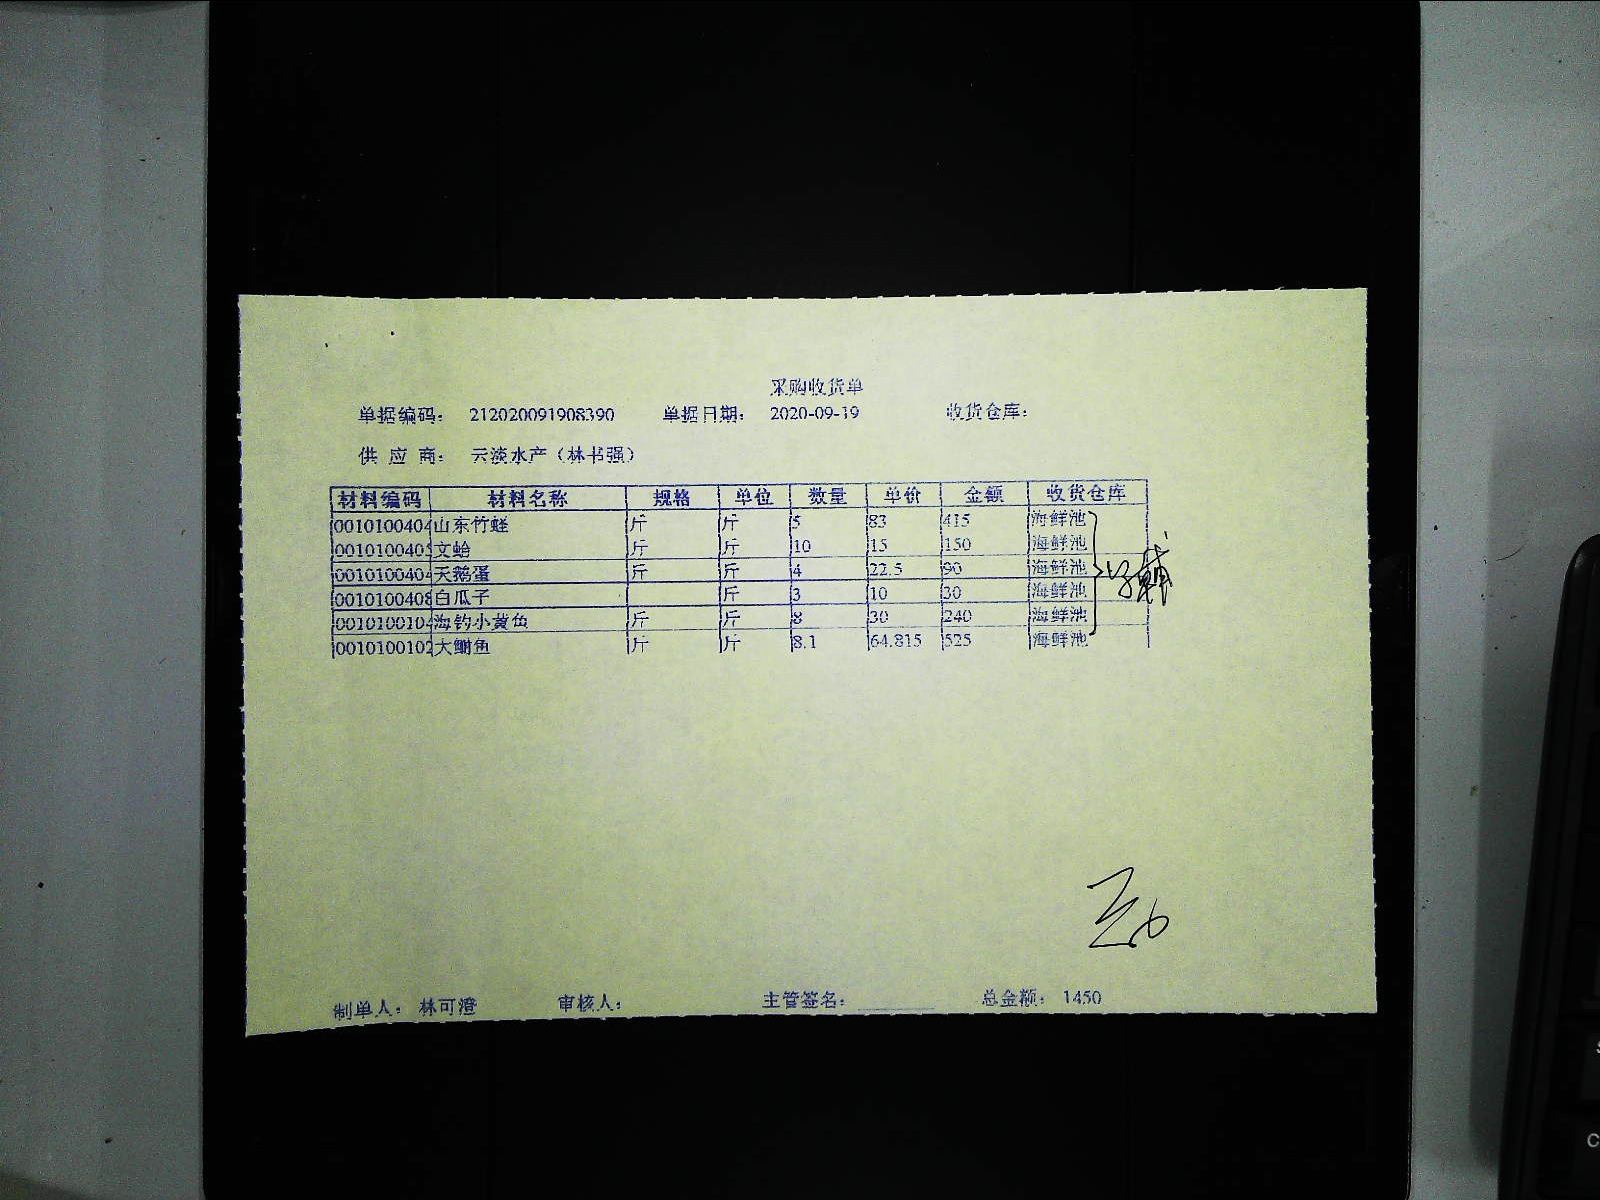 采购收货单
单据编码： 212020091908390 单据日期： 2020-09-19 收货仓库：
供 应 商： 云淡水产（林书强）
材料编码 材料名称 规格 单位 数量 单价 金额 收货仓库
0010100404 山东竹蛏 斤 斤 5 83 415 海鲜池
001010040 文蛤 斤 斤 10 15 150 海鲜池
001010040 天鹅蛋 斤 斤 4 22.5 90 海鲜池
0010100408 白瓜子 斤 3 10 30 海鲜池
0010100104 海钓小黄鱼 斤 斤 8 30 240 海鲜池
0010100102 大鮰鱼 斤 斤 8.1 64.815 525 海鲜池
制单人： 林可澄 审核人： 主管签名： 总金额： 1450